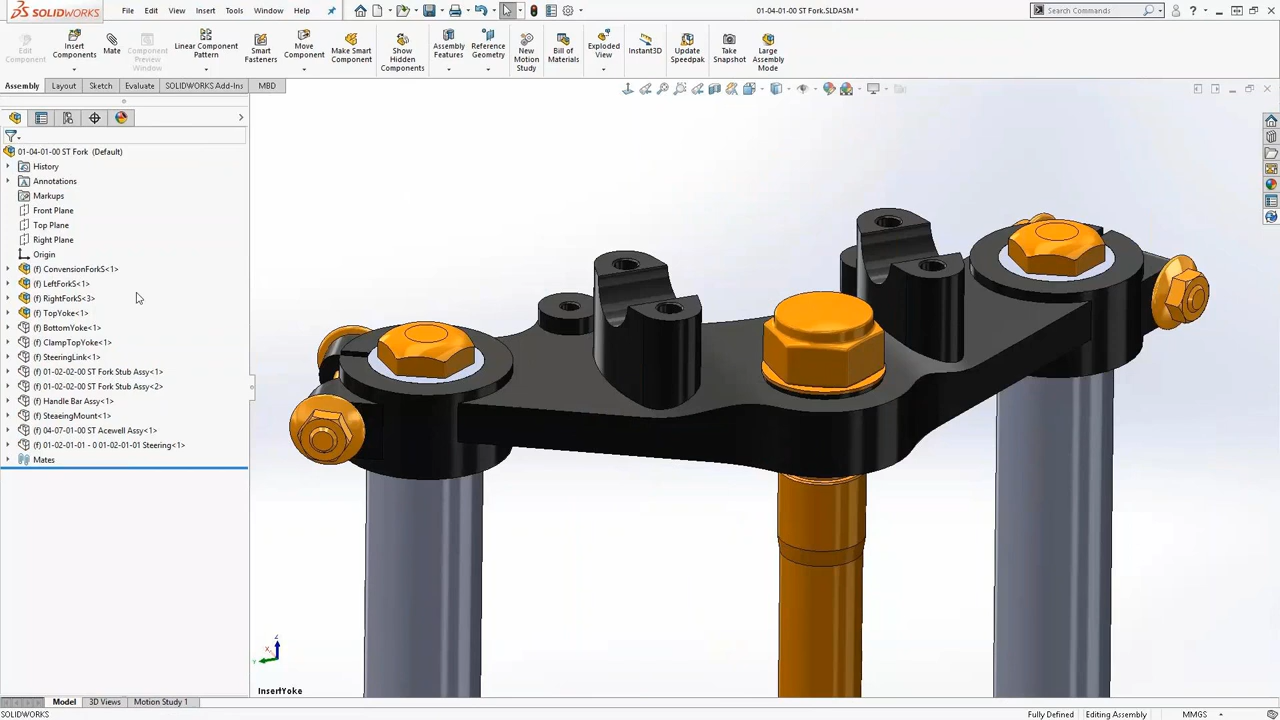 SOLIDWORKS File Edit View Insert Tools Window Help 01-04-01-00 ST Fork.SLDASM * Search Commands
Edit Component Insert Components Mate Component Preview Window Linear Component Pattern Smart Fasteners Move Component Make Smart Component Show Hidden Components Assembly Features Reference Geometry New Motion Study Bill of Materials Exploded View Instant3D Update Speedpak Take Snapshot Large Assembly Mode
Assembly Layout Sketch Evaluate SOLIDWORKS Add-Ins MBD
01-04-01-00 ST Fork (Default)
History
Annotations
Markups
Front Plane
Top Plane
Right Plane
Origin
(f) ConvensionForkS<1>
(f) LeftForkS<1>
(f) RightForkS<3>
(f) TopYoke<1>
(f) BottomYoke<1>
(f) ClampTopYoke<1>
(f) SteeringLink<1>
(f) 01-02-02-00 ST Fork Stub Assy<1>
(f) 01-02-02-00 ST Fork Stub Assy<2>
(f) Handle Bar Assy<1>
(f) SteaeingMount<1>
(f) 04-07-01-00 ST Acewell Assy<1>
(f) 01-02-01-01 - 0 01-02-01-01 Steering<1>
Mates
Z
X
Y
InsertYoke
Model 3D Views Motion Study 1
SOLIDWORKS Fully Defined Editing Assembly MMGS